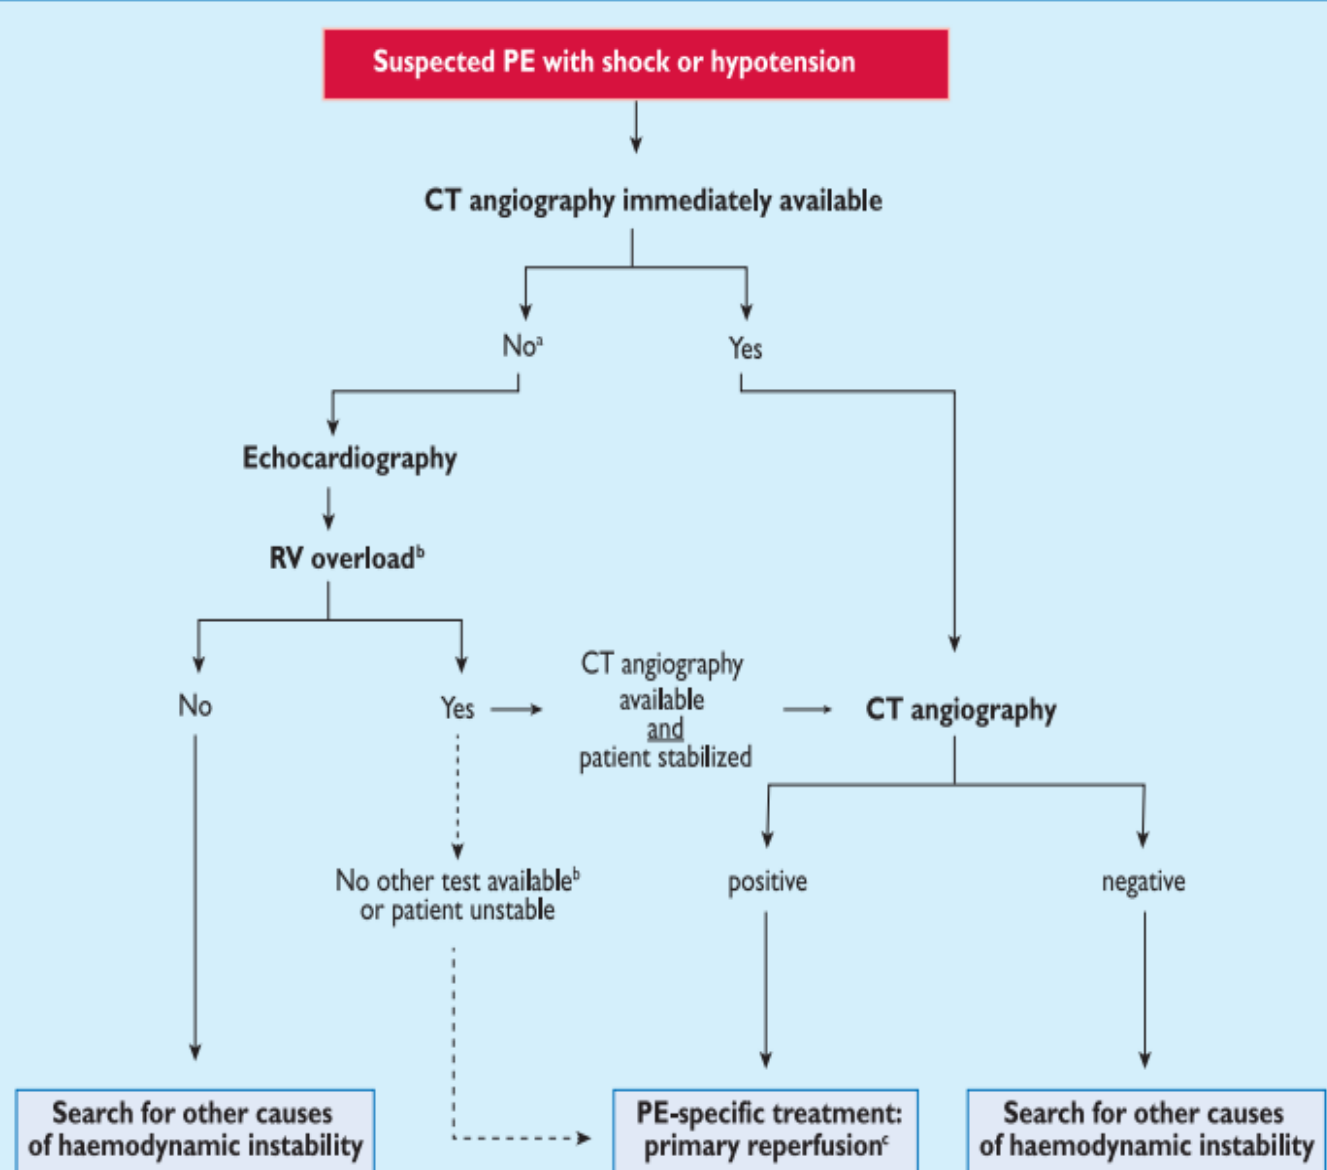 Suspected PE with shock or hypotension
CT angiography immediately available
Noᵃ
Yes
Echocardiography
RV overloadᵇ
No
Yes
CT angiography
available
and
patient stabilized
CT angiography
No other test availableᵇ
or patient unstable
positive
negative
Search for other causes
of haemodynamic instability
PE-specific treatment:
primary reperfusionᶜ
Search for other causes
of haemodynamic instability